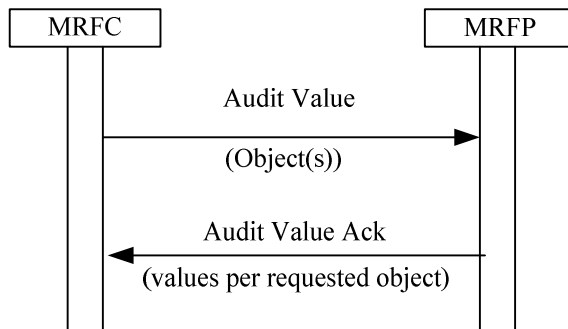 MRFC
MRFP
Audit Value
(Object(s))
Audit Value Ack
(values per requested object)